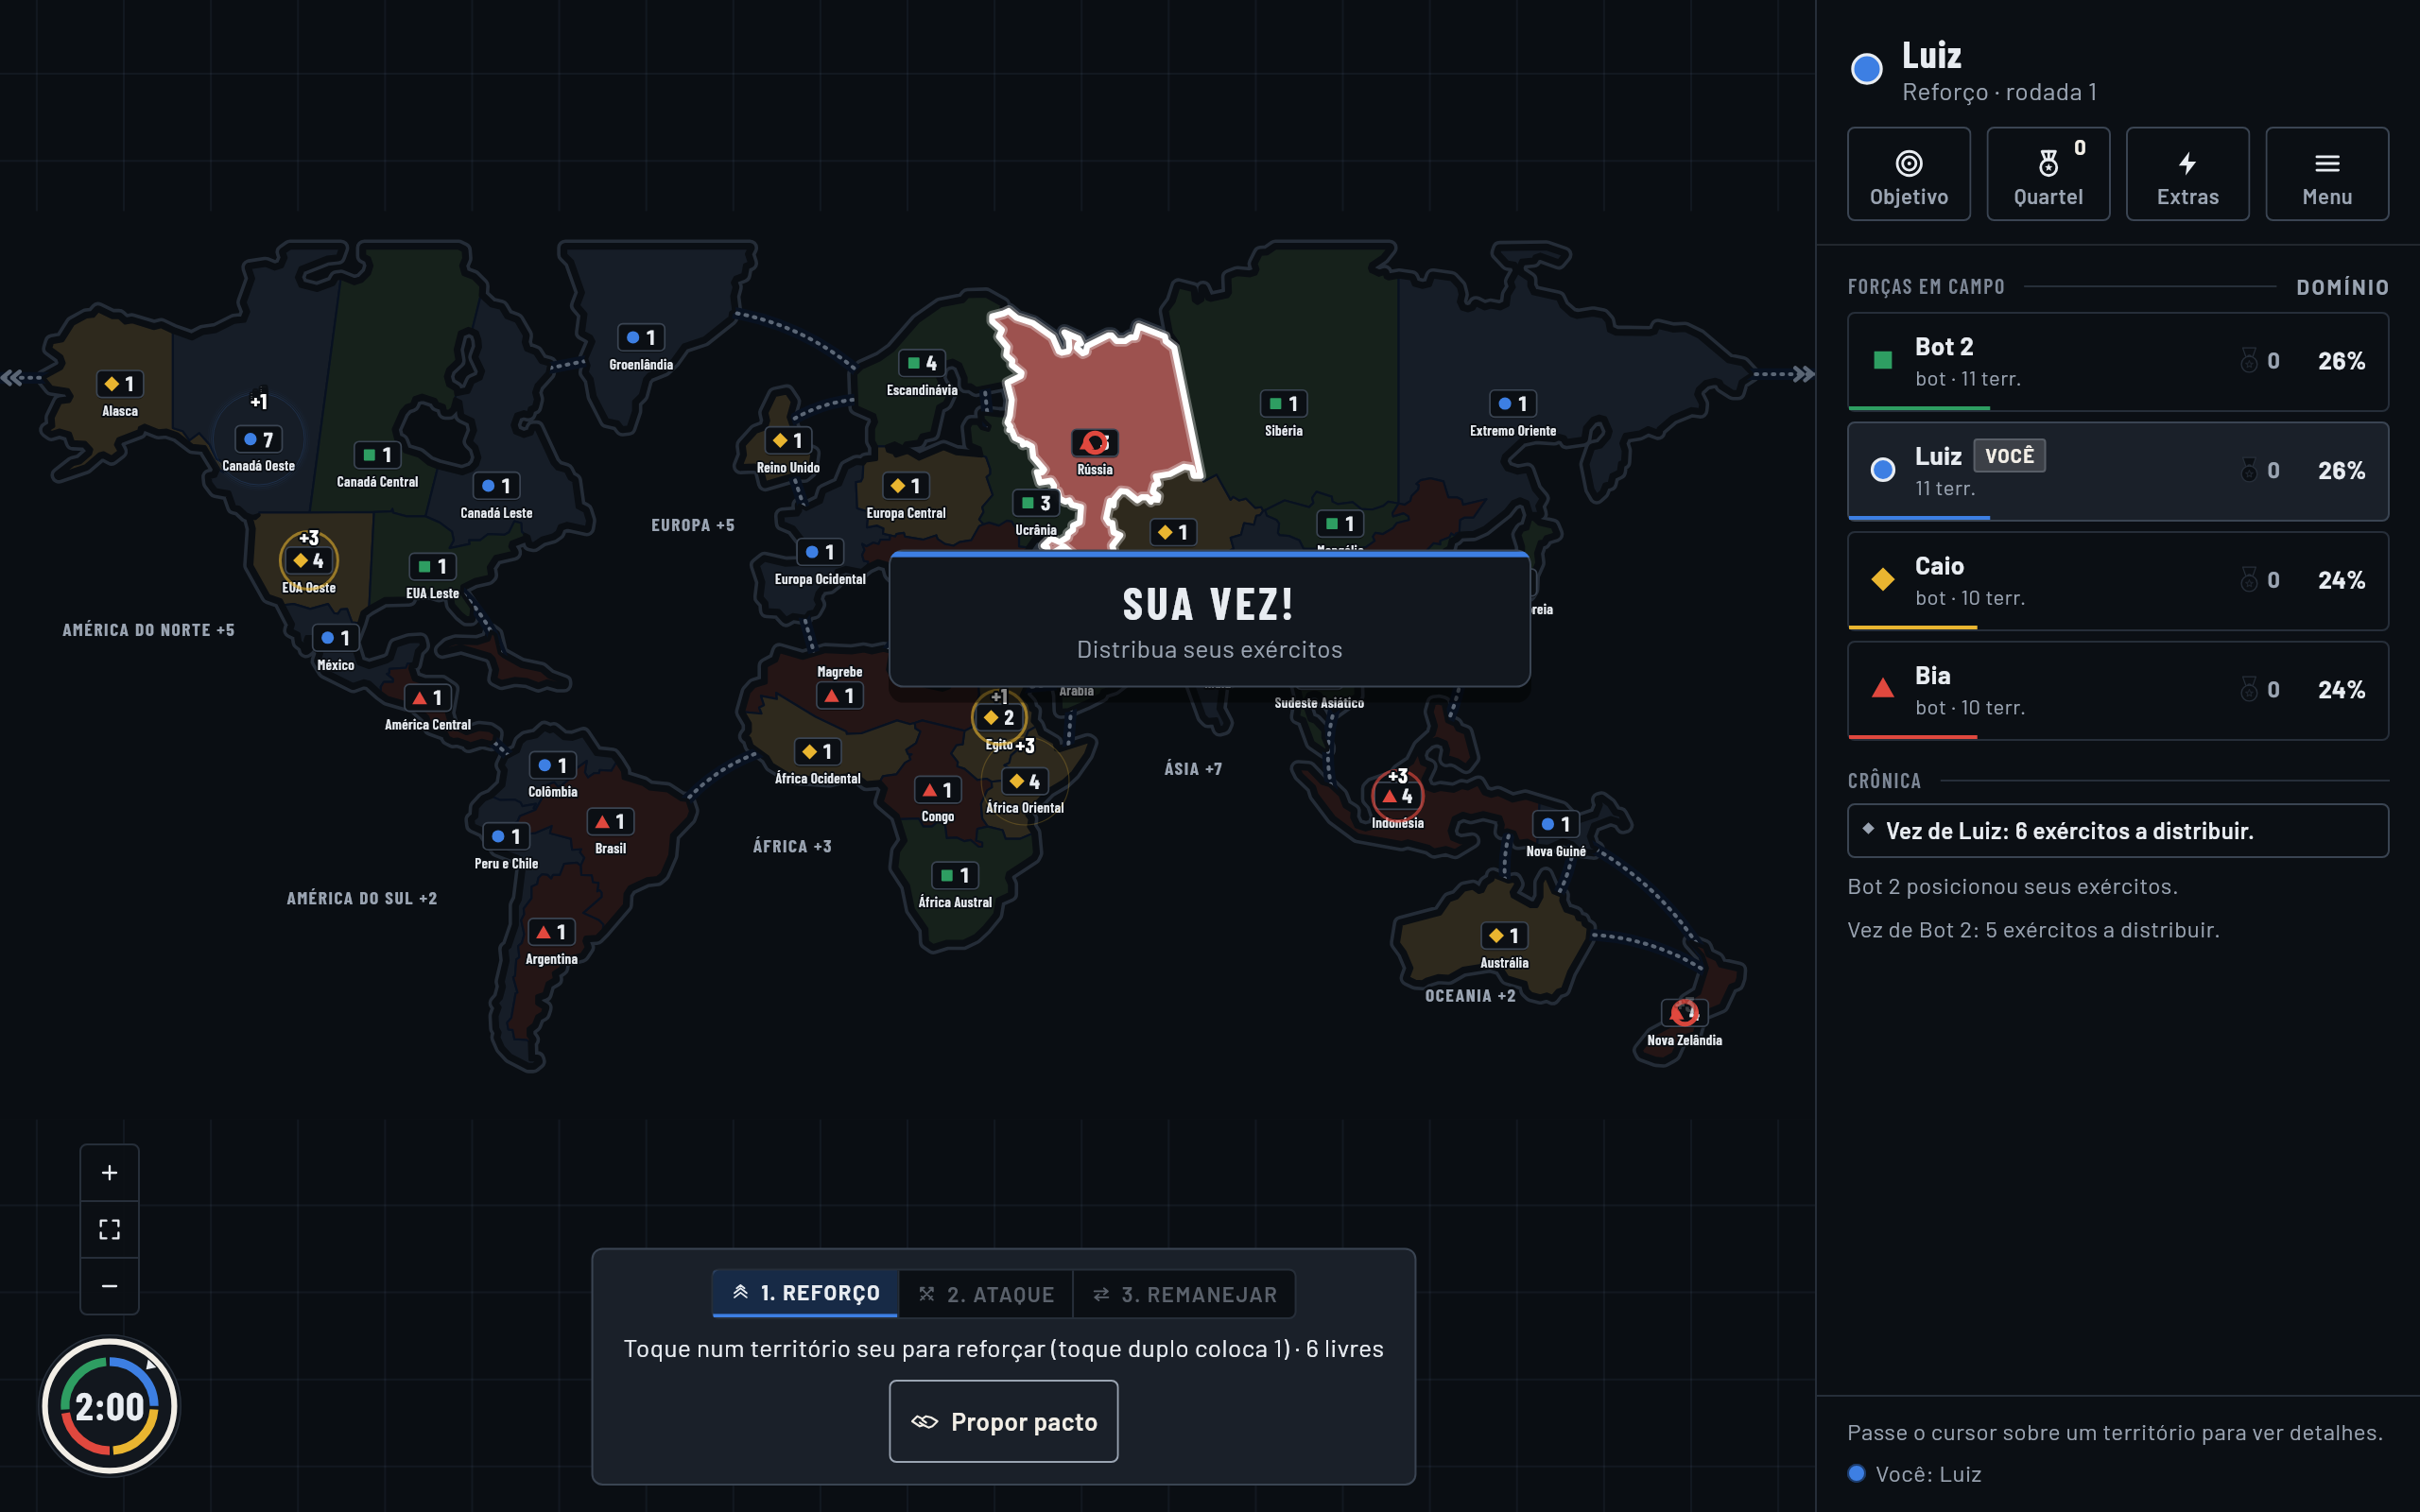 Luiz
Reforço · rodada 1
Objetivo
0
Quartel
Extras
Menu
FORÇAS EM CAMPO
DOMÍNIO
Bot 2
bot · 11 terr.
0
26%
Luiz
VOCÊ
11 terr.
0
26%
Caio
bot · 10 terr.
0
24%
Bia
bot · 10 terr.
0
24%
CRÔNICA
Vez de Luiz: 6 exércitos a distribuir.
Bot 2 posicionou seus exércitos.
Vez de Bot 2: 5 exércitos a distribuir.
Passe o cursor sobre um território para ver detalhes.
Você: Luiz
1
Groenlândia
4
Escandinávia
1
Alasca
+1
7
Canadá Oeste
1
Canadá Central
1
Canadá Leste
1
Reino Unido
Rússia
1
Sibéria
1
Extremo Oriente
1
Europa Central
3
Ucrânia
1
1
EUROPA +5
1
Europa Ocidental
+3
4
EUA Oeste
1
EUA Leste
AMÉRICA DO NORTE +5
1
México
1
América Central
SUA VEZ!
Distribua seus exércitos
Magrebe
1
Arábia
Sudeste Asiático
+1
2
Egito
+3
4
África Oriental
1
África Ocidental
ÁSIA +7
1
Colômbia
1
Peru e Chile
1
Brasil
1
Congo
ÁFRICA +3
+3
4
Indonésia
1
Nova Guiné
1
África Austral
AMÉRICA DO SUL +2
1
Argentina
1
Austrália
OCEANIA +2
Nova Zelândia
+
−
2:00
1. REFORÇO
2. ATAQUE
3. REMANEJAR
Toque num território seu para reforçar (toque duplo coloca 1) · 6 livres
Propor pacto